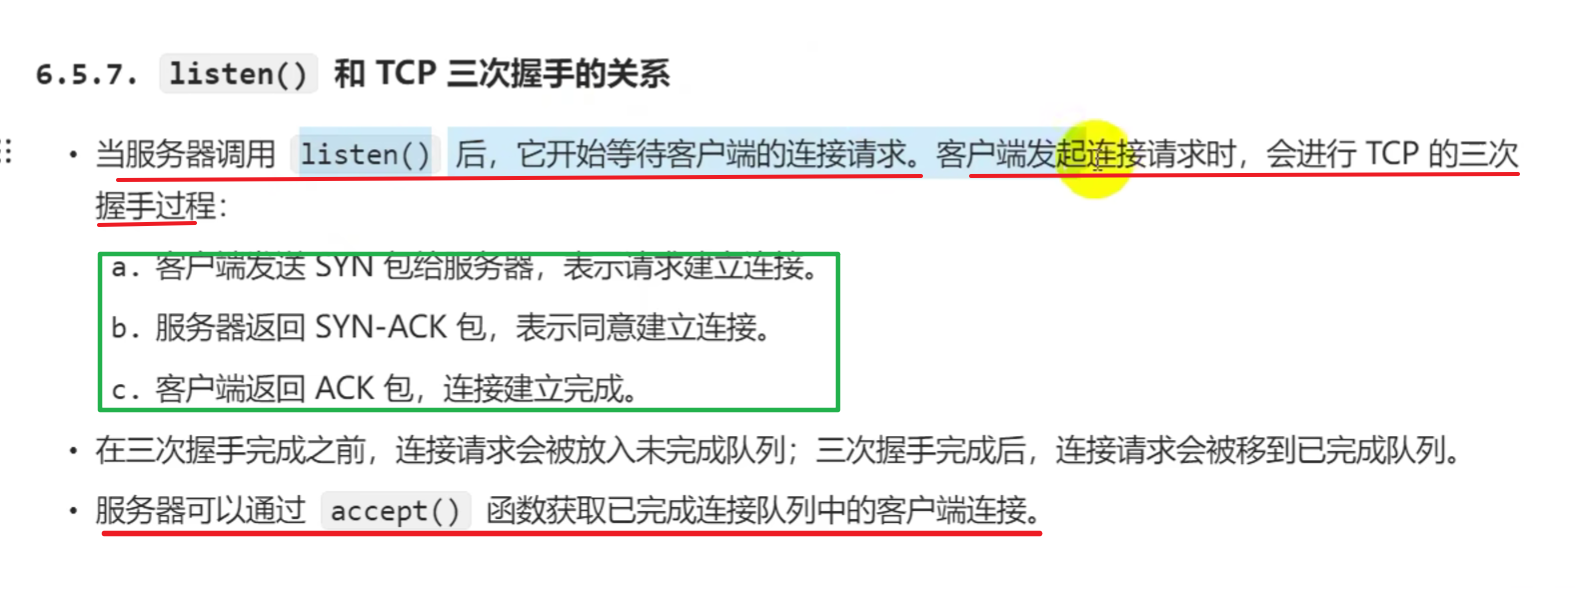 6.5.7. listen() 和 TCP 三次握手的关系
• 当服务器调用 listen() 后，它开始等待客户端的连接请求。客户端发起连接请求时，会进行 TCP 的三次
握手过程：
a. 客户端发送 SYN 包给服务器，表示请求建立连接。
b. 服务器返回 SYN-ACK 包，表示同意建立连接。
c. 客户端返回 ACK 包，连接建立完成。
• 在三次握手完成之前，连接请求会被放入未完成队列；三次握手完成后，连接请求会被移到已完成队列。
• 服务器可以通过 accept() 函数获取已完成连接队列中的客户端连接。